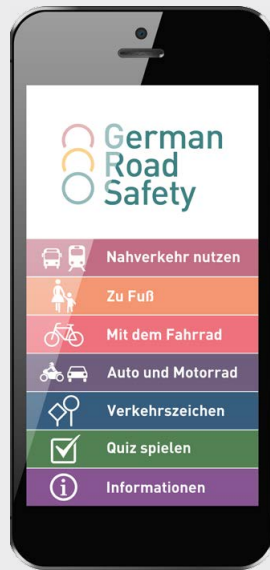 German
Road
Safety
Nahverkehr nutzen
Zu Fuß
Mit dem Fahrrad
Auto und Motorrad
Verkehrszeichen
Quiz spielen
Informationen